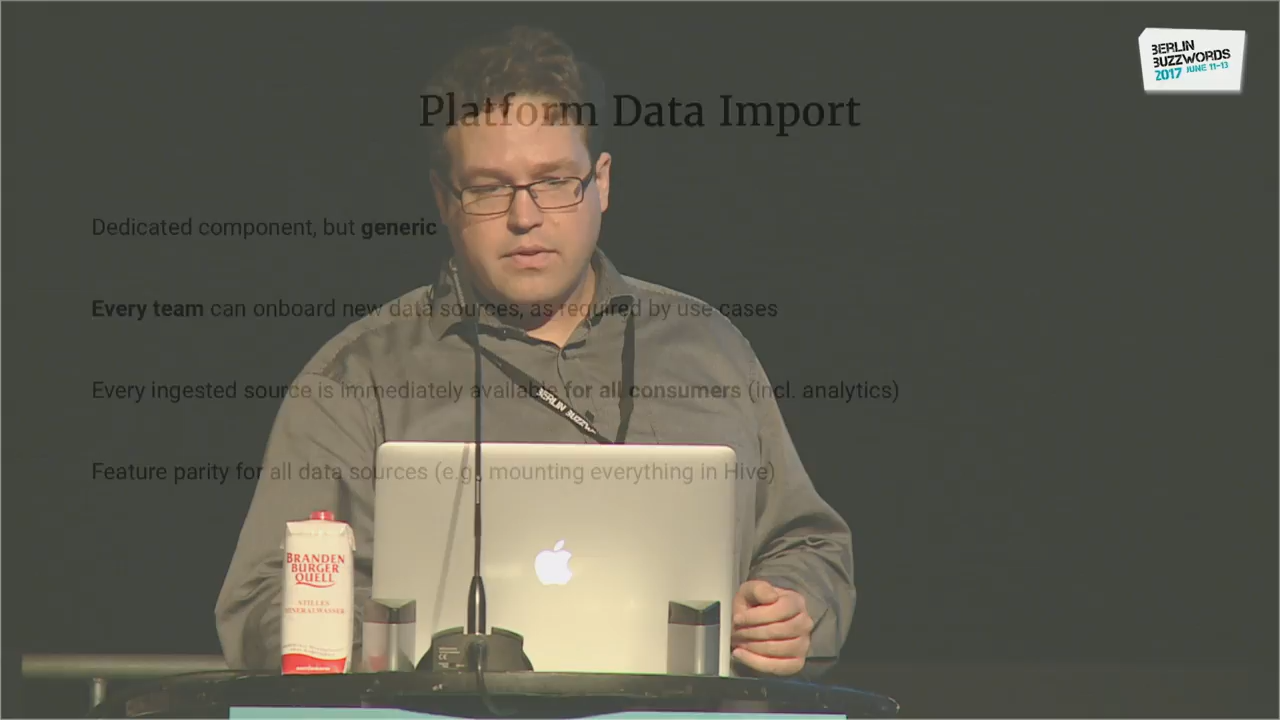 BERLIN
BUZZWORDS
2017 JUNE 11-13
Platform Data Import
Dedicated component, but generic
Every team can onboard new data sources, as required by use cases
Every ingested source is immediately available for all consumers (incl. analytics)
Feature parity for all data sources (e.g. mounting everything in Hive)
BERLIN BUZZW
BRANDEN
BURGER
QUELL
STILLES
MINERALWASSER